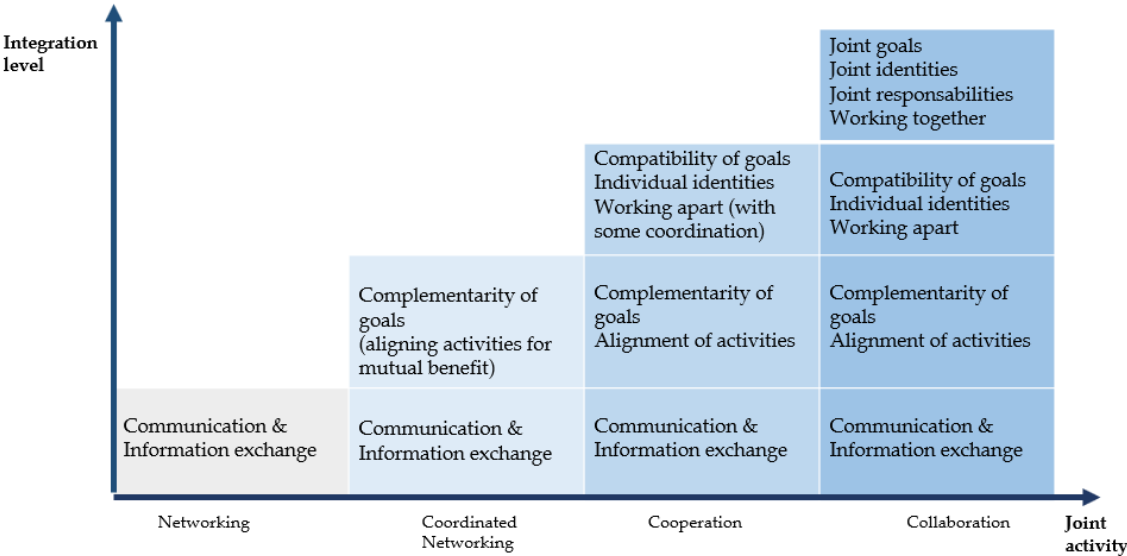 Integration
level
Joint goals
Joint identities
Joint responsabilities
Working together
Compatibility of goals
Individual identities
Working apart (with
some coordination)
Compatibility of goals
Individual identities
Working apart
Complementarity of
goals
(aligning activities for
mutual benefit)
Complementarity of
goals
Alignment of activities
Complementarity of
goals
Alignment of activities
Communication &
Information exchange
Communication &
Information exchange
Communication &
Information exchange
Communication &
Information exchange
Networking
Coordinated
Networking
Cooperation
Collaboration
Joint
activity